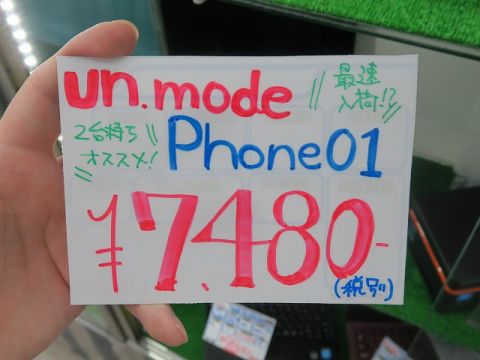 un.mode
最速
入荷!?
2台持ち
オススメ!
Phone01
¥7,480-
(税別)